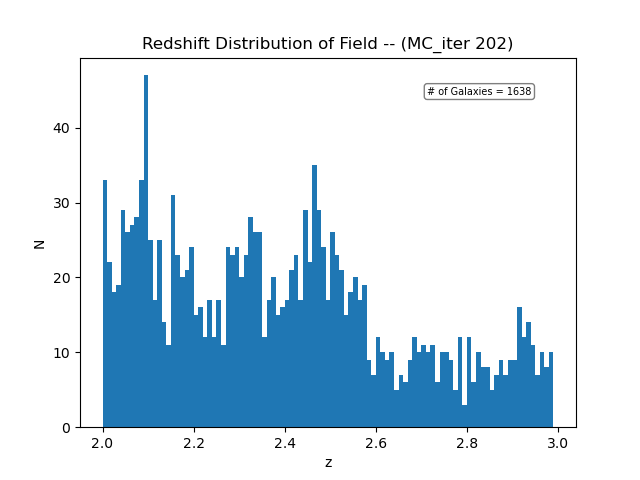 Redshift Distribution of Field -- (MC_iter 202)
# of Galaxies = 1638
40
30
20
10
0
N
2.0 2.2 2.4 2.6 2.8 3.0
z